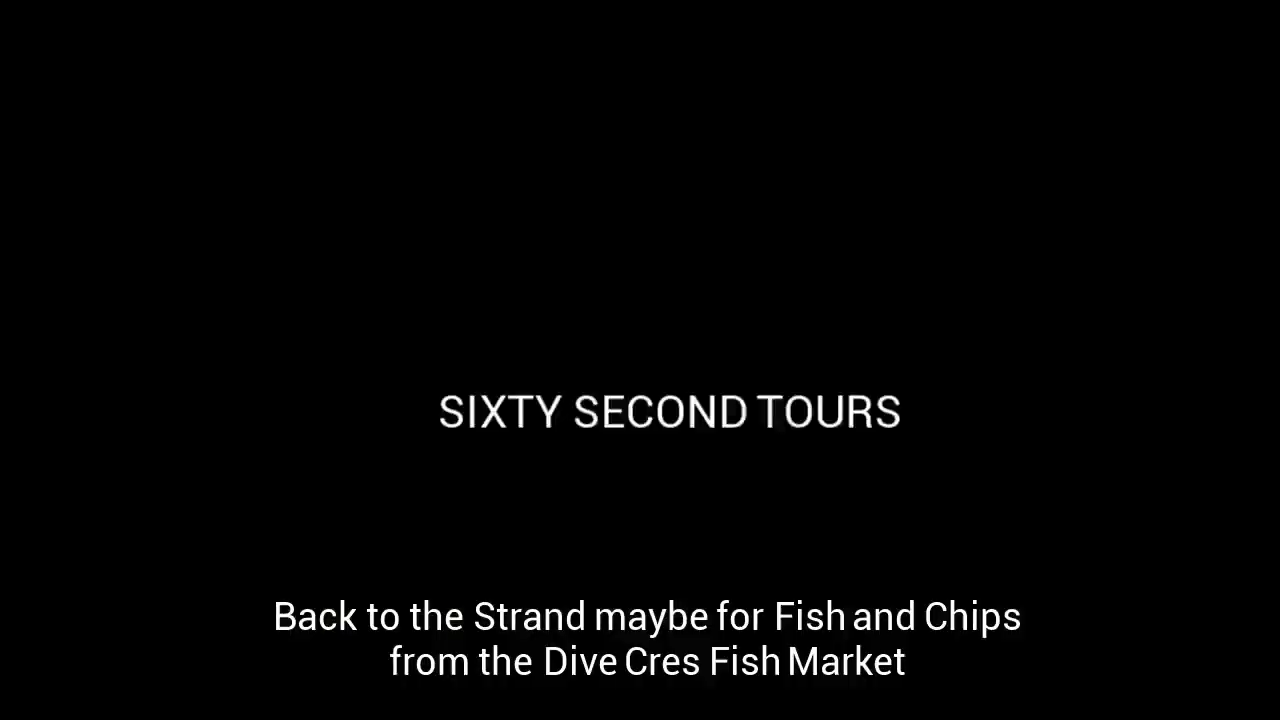 SIXTY SECOND TOURS
Back to the Strand maybe for Fish and Chips
from the Dive Cres Fish Market